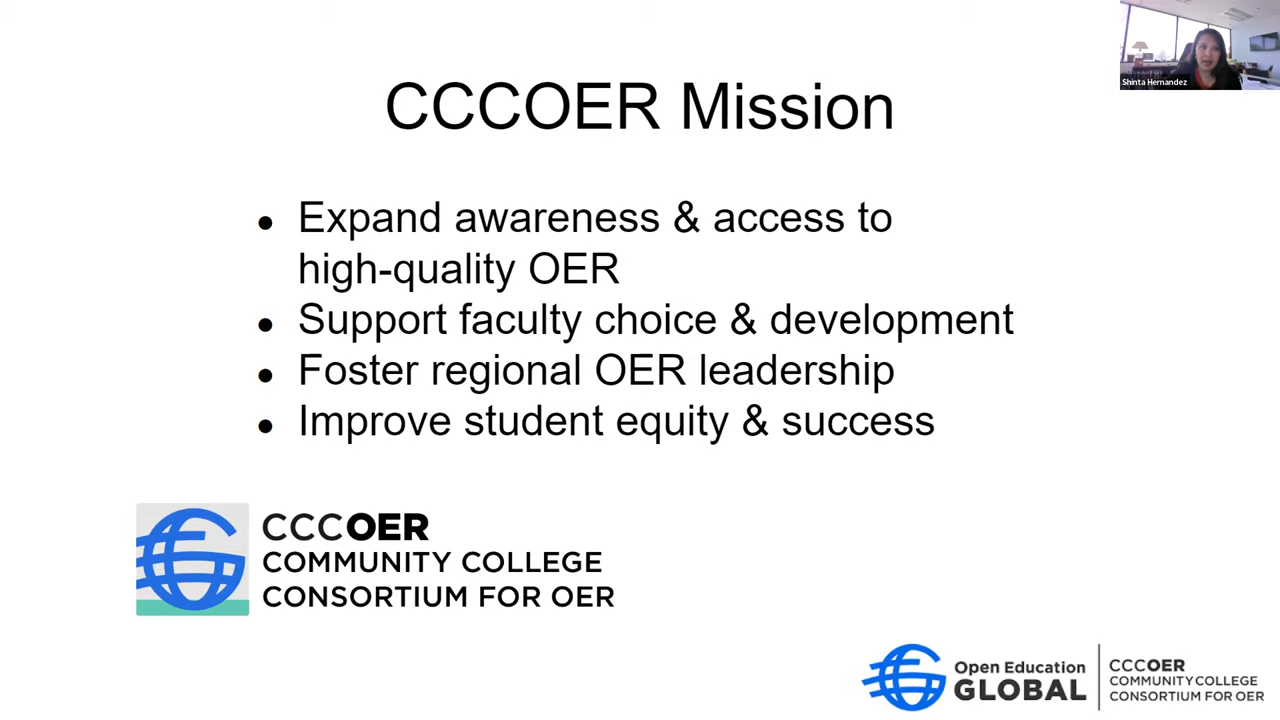 Shinta Hernandez
CCCOER Mission
● Expand awareness & access to
high-quality OER
● Support faculty choice & development
● Foster regional OER leadership
● Improve student equity & success
CCCOER
COMMUNITY COLLEGE
CONSORTIUM FOR OER
Open Education
GLOBAL
CCCOER
COMMUNITY COLLEGE
CONSORTIUM FOR OER